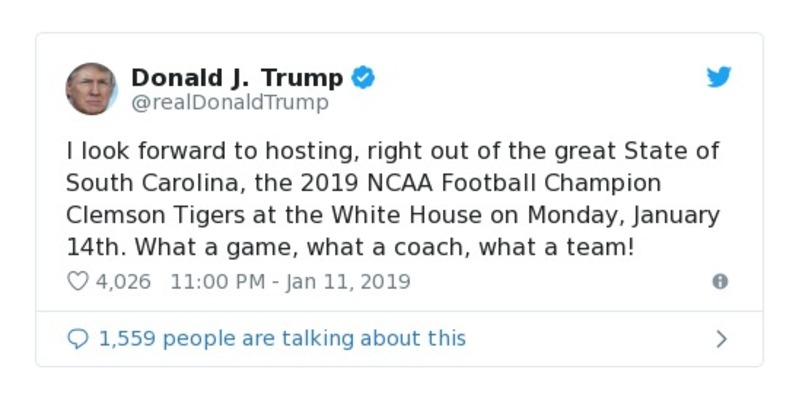 Donald J. Trump
@realDonaldTrump
I look forward to hosting, right out of the great State of
South Carolina, the 2019 NCAA Football Champion
Clemson Tigers at the White House on Monday, January
14th. What a game, what a coach, what a team!
4,026 11:00 PM - Jan 11, 2019
1,559 people are talking about this